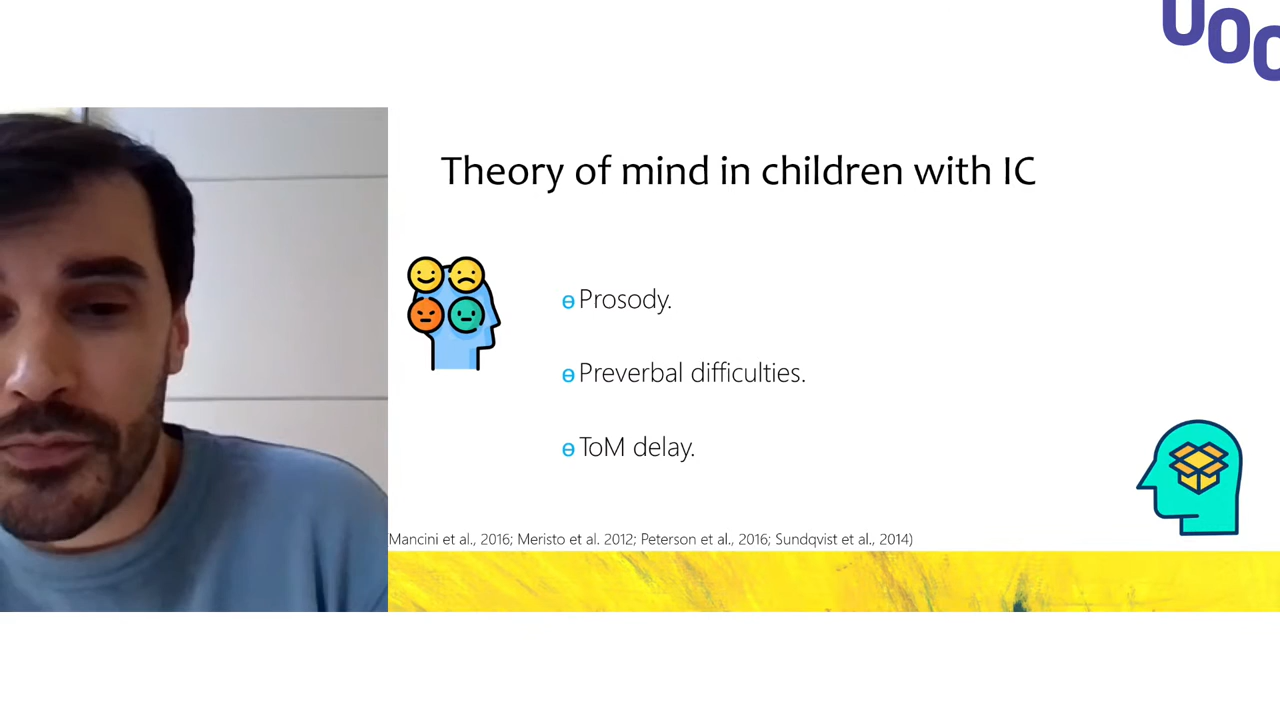 UOC
Theory of mind in children with IC
Prosody.
Preverbal difficulties.
ToM delay.
Mancini et al., 2016; Meristo et al. 2012; Peterson et al., 2016; Sundqvist et al., 2014)